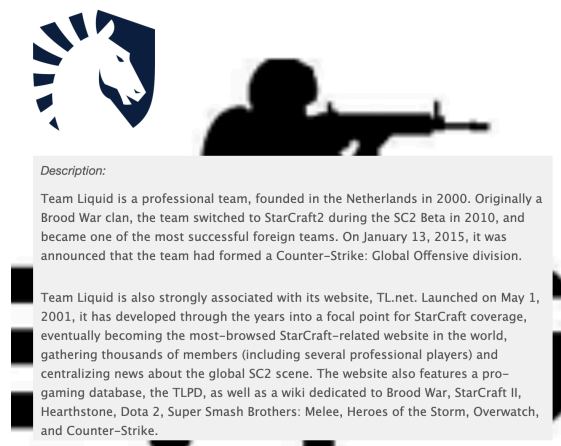 Description:
Team Liquid is a professional team, founded in the Netherlands in 2000. Originally a
Brood War clan, the team switched to StarCraft2 during the SC2 Beta in 2010, and
became one of the most successful foreign teams. On January 13, 2015, it was
announced that the team had formed a Counter-Strike: Global Offensive division.
Team Liquid is also strongly associated with its website, TL.net. Launched on May 1,
2001, it has developed through the years into a focal point for StarCraft coverage,
eventually becoming the most-browsed StarCraft-related website in the world,
gathering thousands of members (including several professional players) and
centralizing news about the global SC2 scene. The website also features a pro-
gaming database, the TLPD, as well as a wiki dedicated to Brood War, StarCraft II,
Hearthstone, Dota 2, Super Smash Brothers: Melee, Heroes of the Storm, Overwatch,
and Counter-Strike.